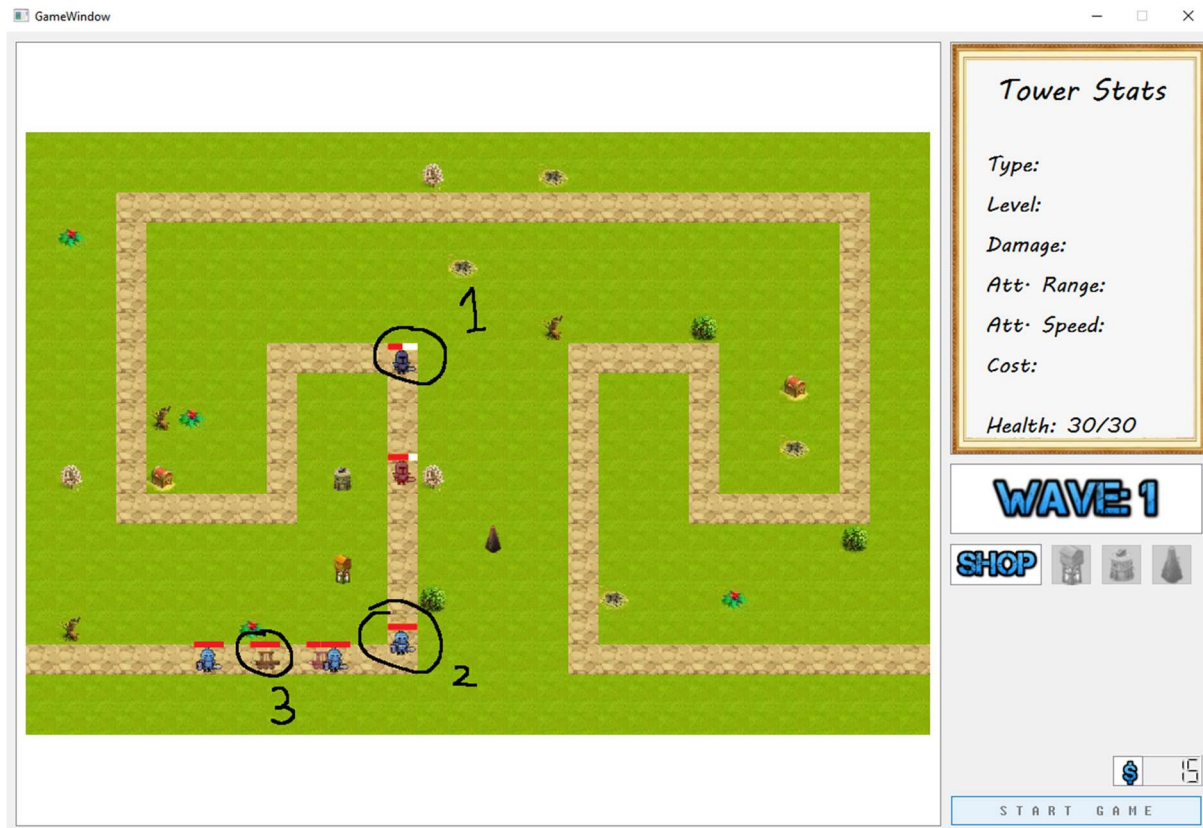 GameWindow
Tower Stats
Type:
Level:
Damage:
Att. Range:
Att. Speed:
Cost:
Health: 30/30
WAVE: 1
SHOP
1
2
3
$ 15
START GAME